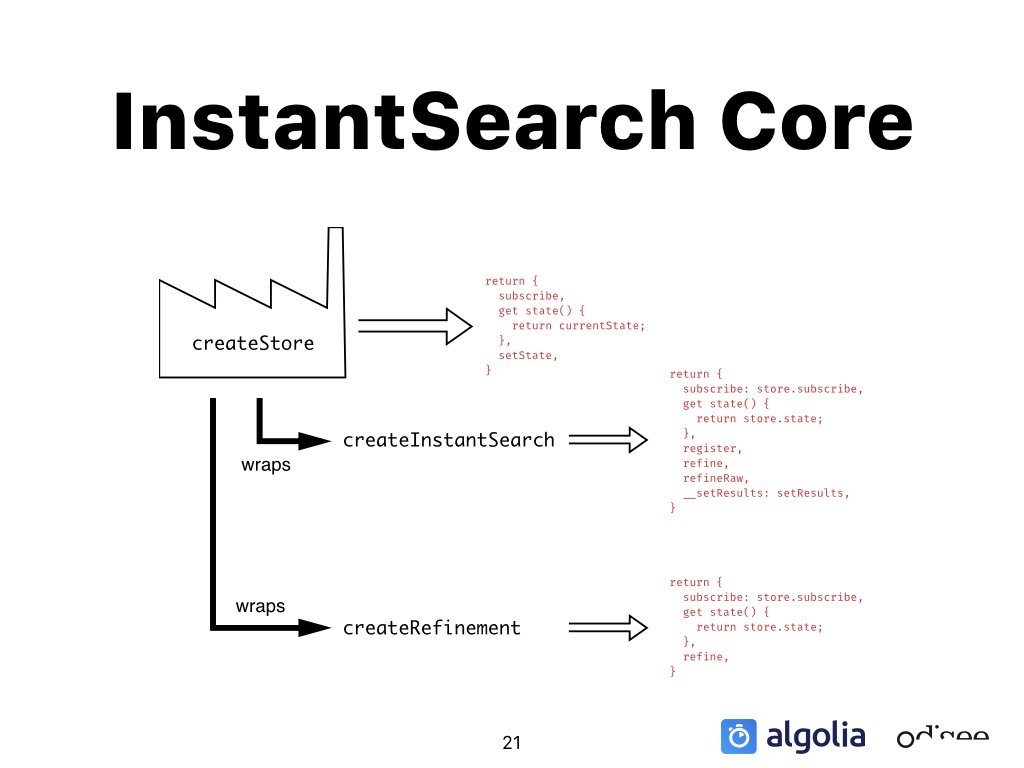 InstantSearch Core
createStore
return {
  subscribe,
  get state() {
    return currentState;
  },
  setState,
}
wraps
createInstantSearch
return {
  subscribe: store.subscribe,
  get state() {
    return store.state;
  },
  register,
  refine,
  refineRaw,
  __setResults: setResults,
}
wraps
createRefinement
return {
  subscribe: store.subscribe,
  get state() {
    return store.state;
  },
  refine,
}
21
algolia
odisee